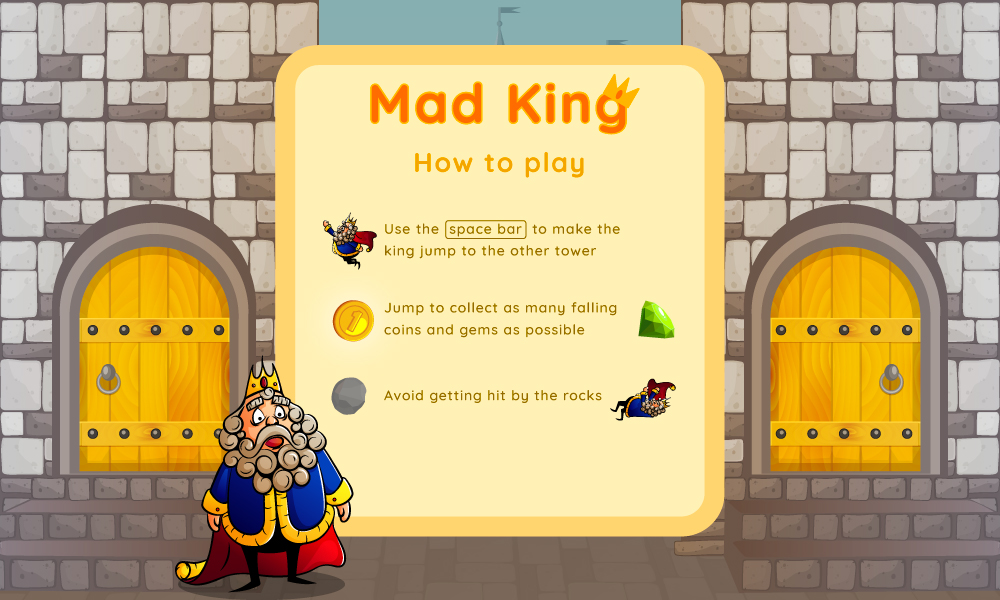 Mad King
How to play
Use the space bar to make the
king jump to the other tower
Jump to collect as many falling
coins and gems as possible
Avoid getting hit by the rocks